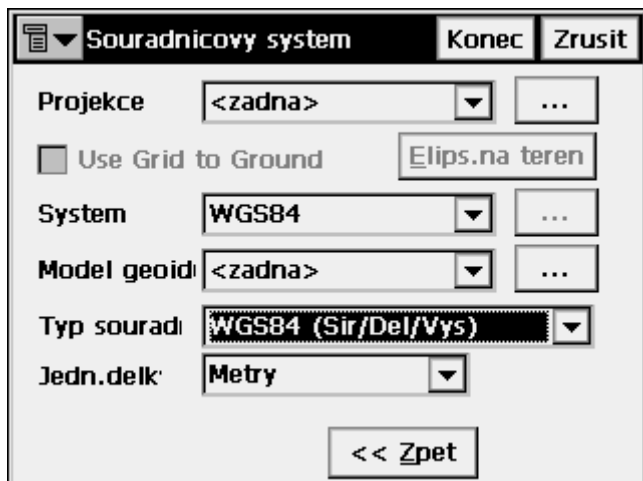 Souradnicovy system Konec Zrusit
Projekce <zadna> ...
Use Grid to Ground Elips.na teren
System WGS84 ...
Model geoid <zadna> ...
Typ souradi WGS84 (Sir/Del/Vys)
Jedn.delk Metry
<< Zpet